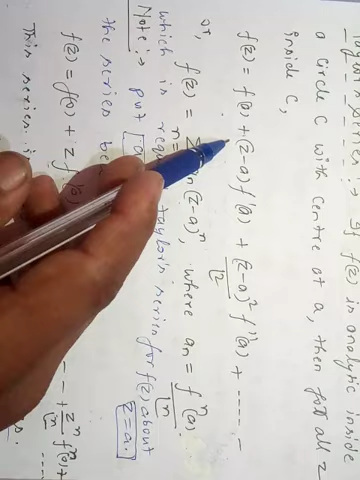 Taylor's Series :→ If f(z) is analytic inside
a Circle C with Centre at a, then for all z
inside C,
f(z) = f(a) + (z-a) f'(a) + (z-a)²/⌊2 f''(a) + -----
or, f(z) = (z-a)ⁿ, where aₙ = fⁿ(a)/⌊n
which is Taylor's series for f(z) about z=a.
Note :→ put
the series
f(z) = f(0) + z f'(0) -- + zⁿ/⌊n fⁿ(0) + ....
This series